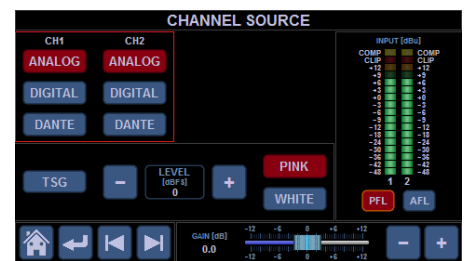 CHANNEL SOURCE
CH1 CH2
ANALOG ANALOG
DIGITAL DIGITAL
DANTE DANTE
INPUT [dBu]
COMP COMP
CLIP CLIP
+12 +12
+9 +9
+6 +6
+3 +3
+0 +0
-3 -3
-6 -6
-9 -9
-12 -12
-18 -18
-24 -24
-30 -30
-36 -36
-42 -42
-48 -48
1 2
PFL AFL
TSG
-
LEVEL
[dBFS]
0
+
PINK
WHITE
GAIN [dB]
0.0
-12 -6 0 +6 +12
-12 -6 0 +6 +12
- +